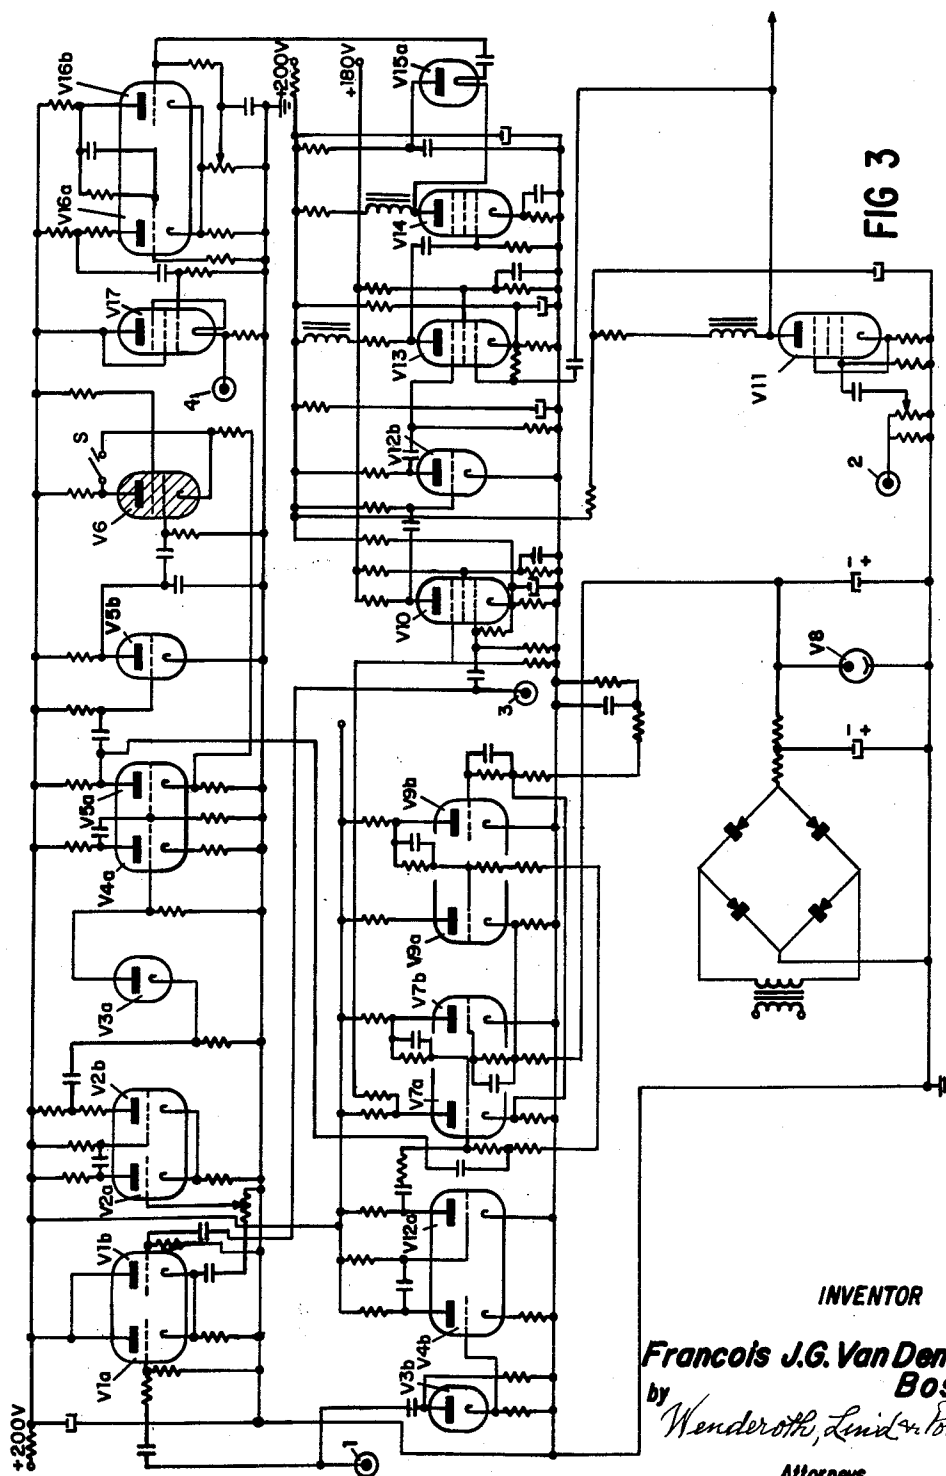 +200V
V1a
V1b
V2a
V2b
V3a
V4a
V5a
V5b
V6
S
V17
4
V16a
V16b
1
V3b
V4b
V12a
V7a
V7b
V9a
V9b
3
V10
V12b
V13
V14
V15a
+200V
+180V
V8
- +
- +
2
V11
FIG 3
INVENTOR
Francois J.G. Van Den
Bos
by
Wenderoth, Lind &
Attorneys